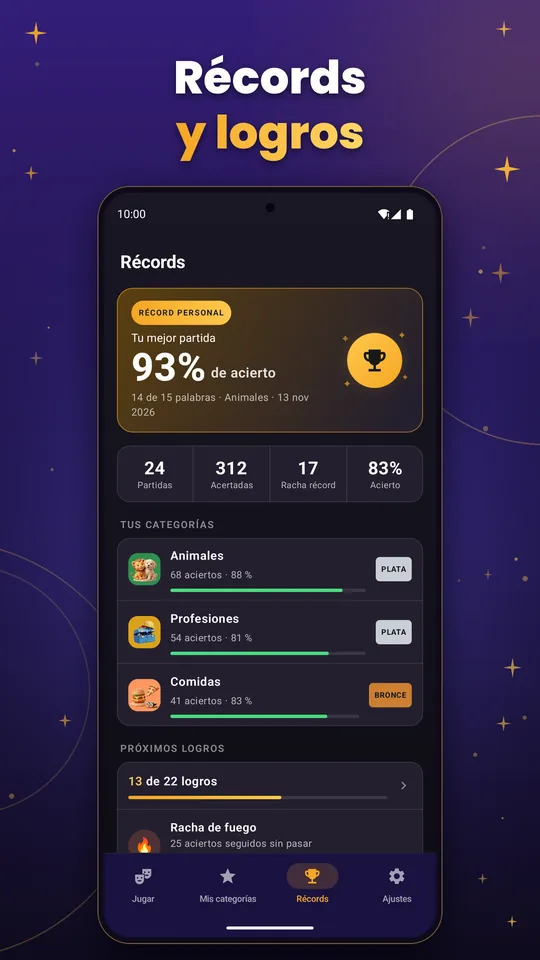 Récords
y logros
10:00
Récords
RÉCORD PERSONAL
Tu mejor partida
93% de acierto
14 de 15 palabras · Animales · 13 nov
2026
24
Partidas
312
Acertadas
17
Racha récord
83%
Acierto
TUS CATEGORÍAS
Animales
68 aciertos · 88 %
PLATA
Profesiones
54 aciertos · 81 %
PLATA
Comidas
41 aciertos · 83 %
BRONCE
PRÓXIMOS LOGROS
13 de 22 logros
Racha de fuego
25 aciertos seguidos sin pasar
Jugar
Mis categorías
Récords
Ajustes